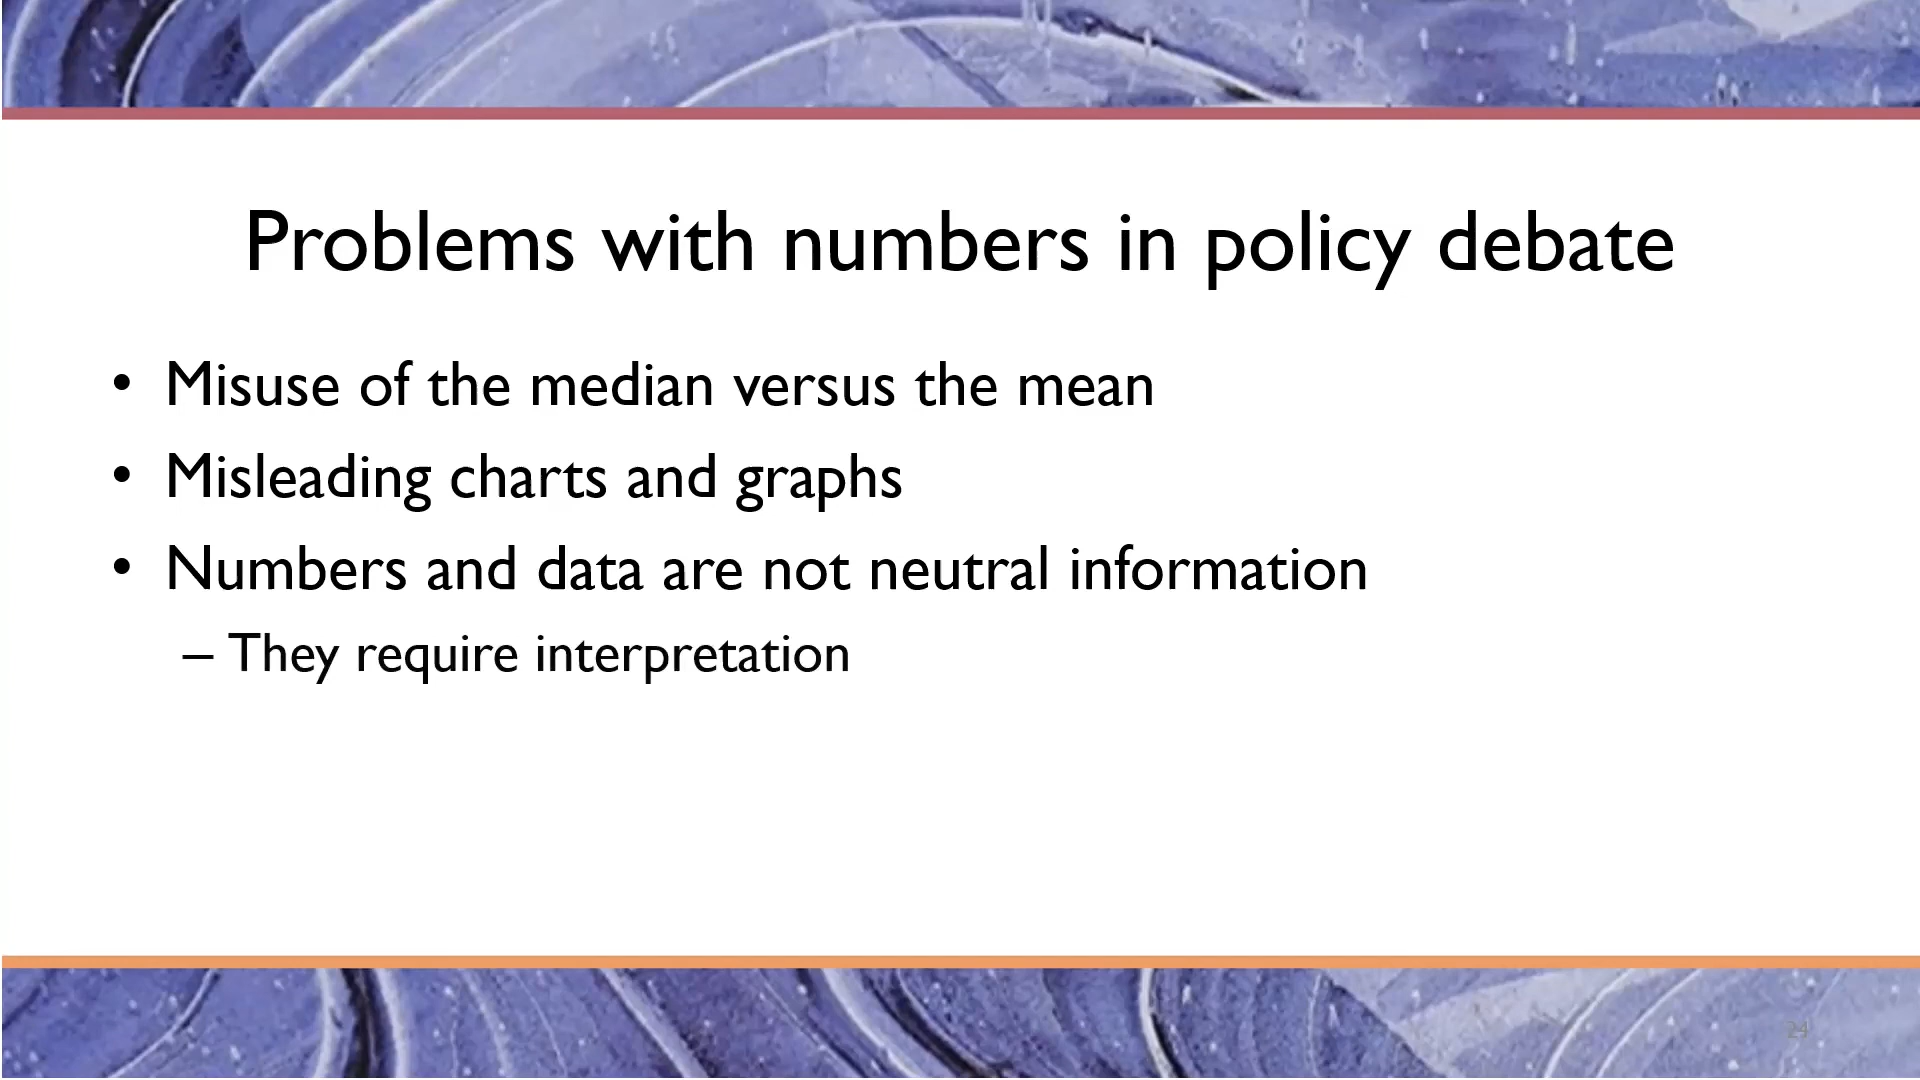 Problems with numbers in policy debate
• Misuse of the median versus the mean
• Misleading charts and graphs
• Numbers and data are not neutral information
– They require interpretation
24